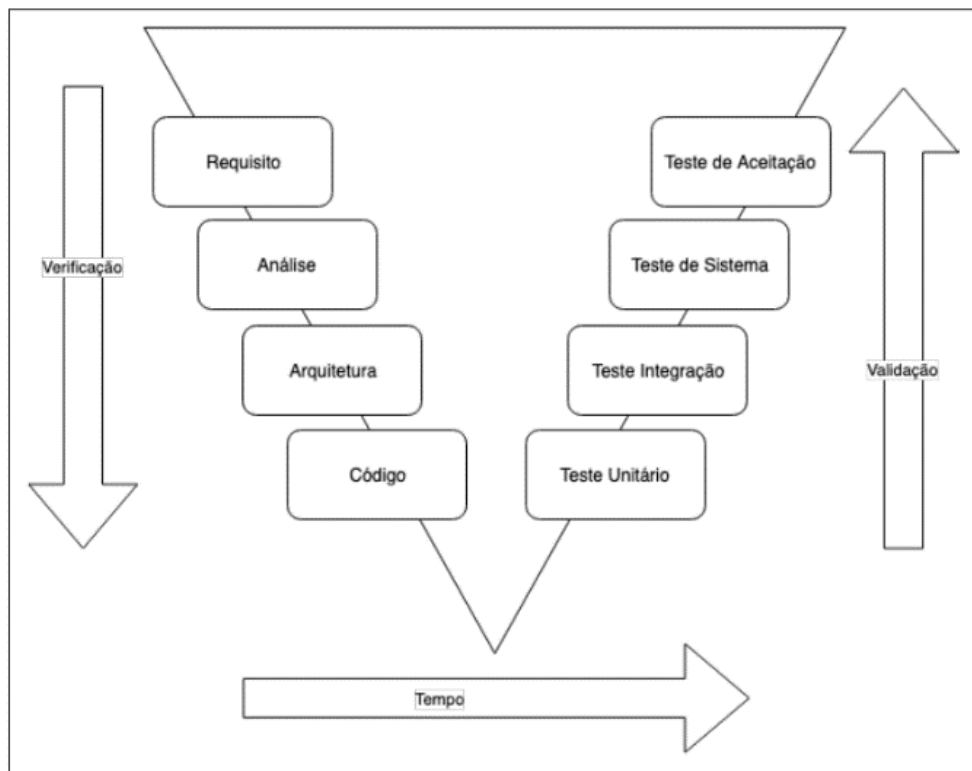 Requisito
Teste de Aceitação
Análise
Teste de Sistema
Verificação
Arquitetura
Teste Integração
Validação
Código
Teste Unitário
Tempo